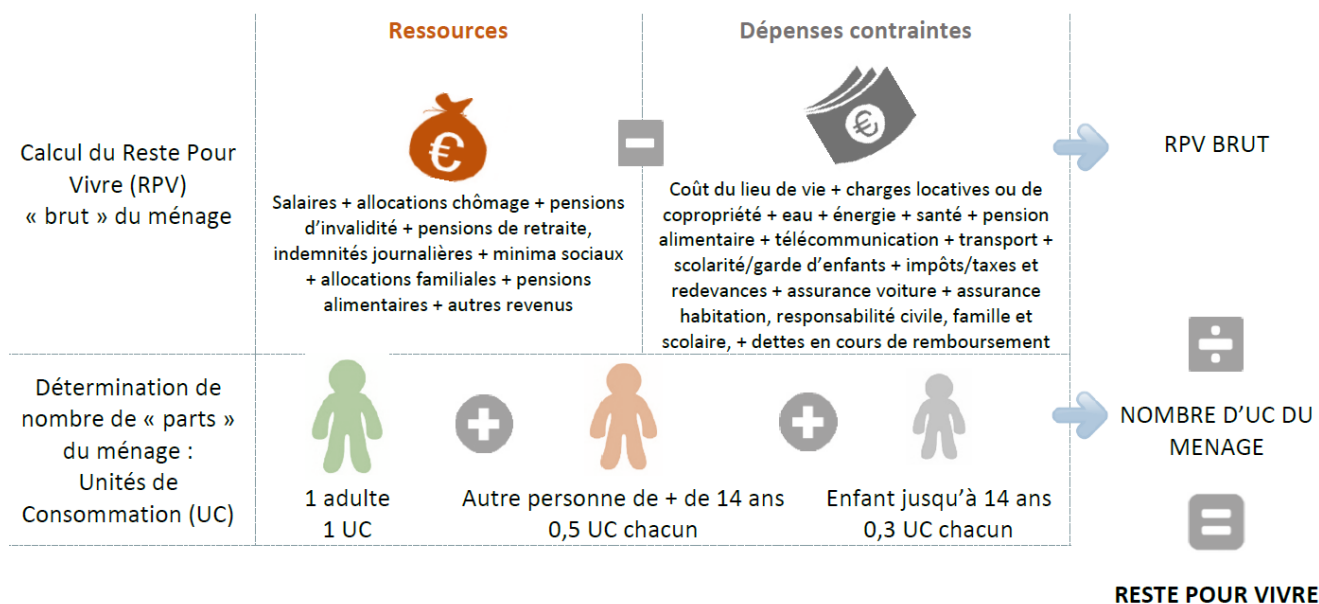 Ressources
Dépenses contraintes
Calcul du Reste Pour
Vivre (RPV)
« brut » du ménage
€
Salaires + allocations chômage + pensions
d’invalidité + pensions de retraite,
indemnités journalières + minima sociaux
+ allocations familiales + pensions
alimentaires + autres revenus
€
Coût du lieu de vie + charges locatives ou de
copropriété + eau + énergie + santé + pension
alimentaire + télécommunication + transport +
scolarité/garde d’enfants + impôts/taxes et
redevances + assurance voiture + assurance
habitation, responsabilité civile, famille et
scolaire, + dettes en cours de remboursement
RPV BRUT
Détermination de
nombre de « parts »
du ménage :
Unités de
Consommation (UC)
1 adulte
1 UC
Autre personne de + de 14 ans
0,5 UC chacun
Enfant jusqu’à 14 ans
0,3 UC chacun
NOMBRE D’UC DU
MENAGE
RESTE POUR VIVRE